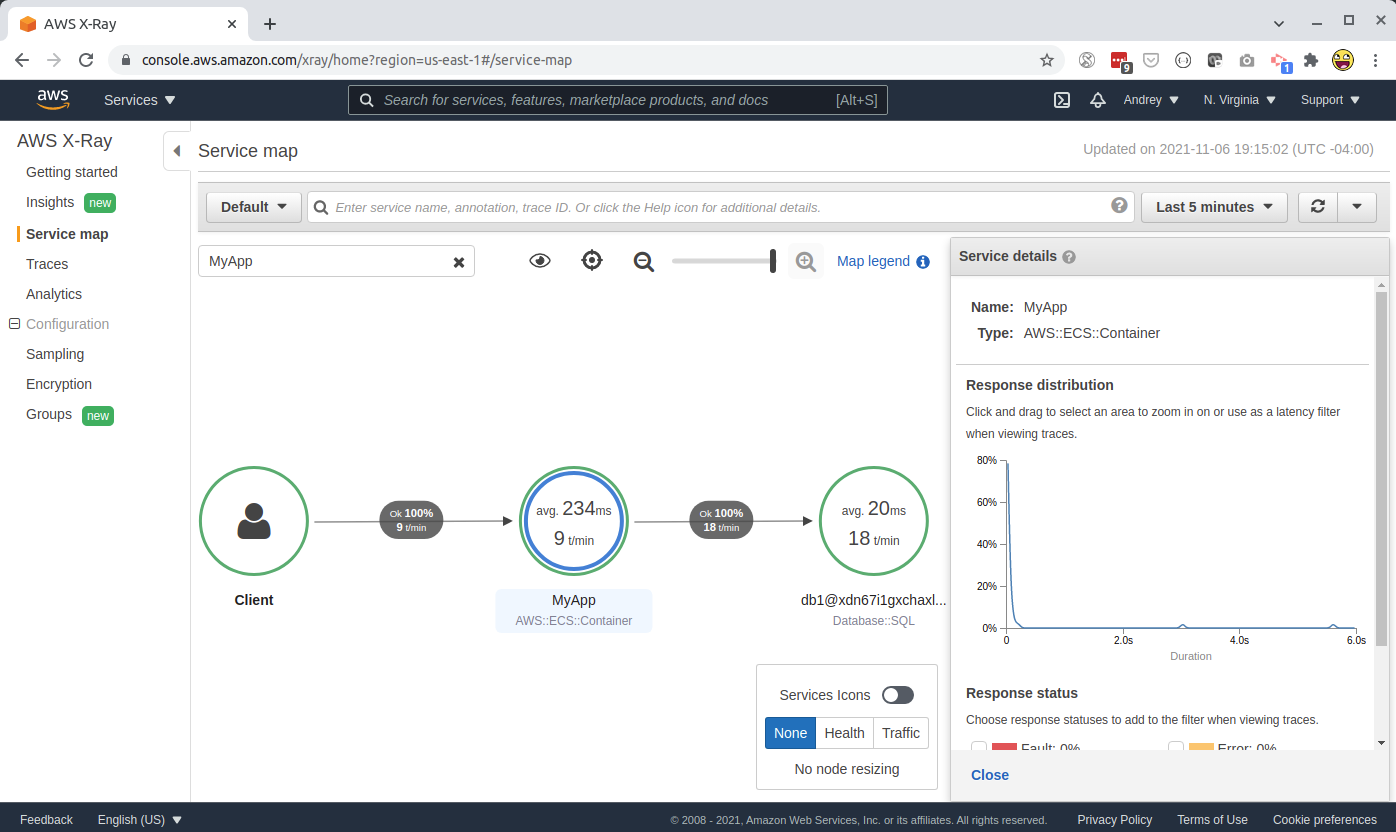 AWS X-Ray
console.aws.amazon.com/xray/home?region=us-east-1#/service-map
9
1
aws
Services
Search for services, features, marketplace products, and docs [Alt+S]
Andrey
N. Virginia
Support
AWS X-Ray
Getting started
Insights new
Service map
Traces
Analytics
Configuration
Sampling
Encryption
Groups new
Service map
Updated on 2021-11-06 19:15:02 (UTC -04:00)
Default
Enter service name, annotation, trace ID. Or click the Help icon for additional details.
Last 5 minutes
MyApp
Map legend
Client
Ok 100%
9 t/min
avg. 234ms
9 t/min
MyApp
AWS::ECS::Container
Ok 100%
18 t/min
avg. 20ms
18 t/min
db1@xdn67i1gxchaxl...
Database::SQL
Services Icons
None Health Traffic
No node resizing
Service details
Name: MyApp
Type: AWS::ECS::Container
Response distribution
Click and drag to select an area to zoom in on or use as a latency filter
when viewing traces.
80%
60%
40%
20%
0%
0 2.0s 4.0s 6.0s
Duration
Response status
Choose response statuses to add to the filter when viewing traces.
Fault: 0% Error: 0%
Close
Feedback English (US) © 2008 - 2021, Amazon Web Services, Inc. or its affiliates. All rights reserved. Privacy Policy Terms of Use Cookie preferences